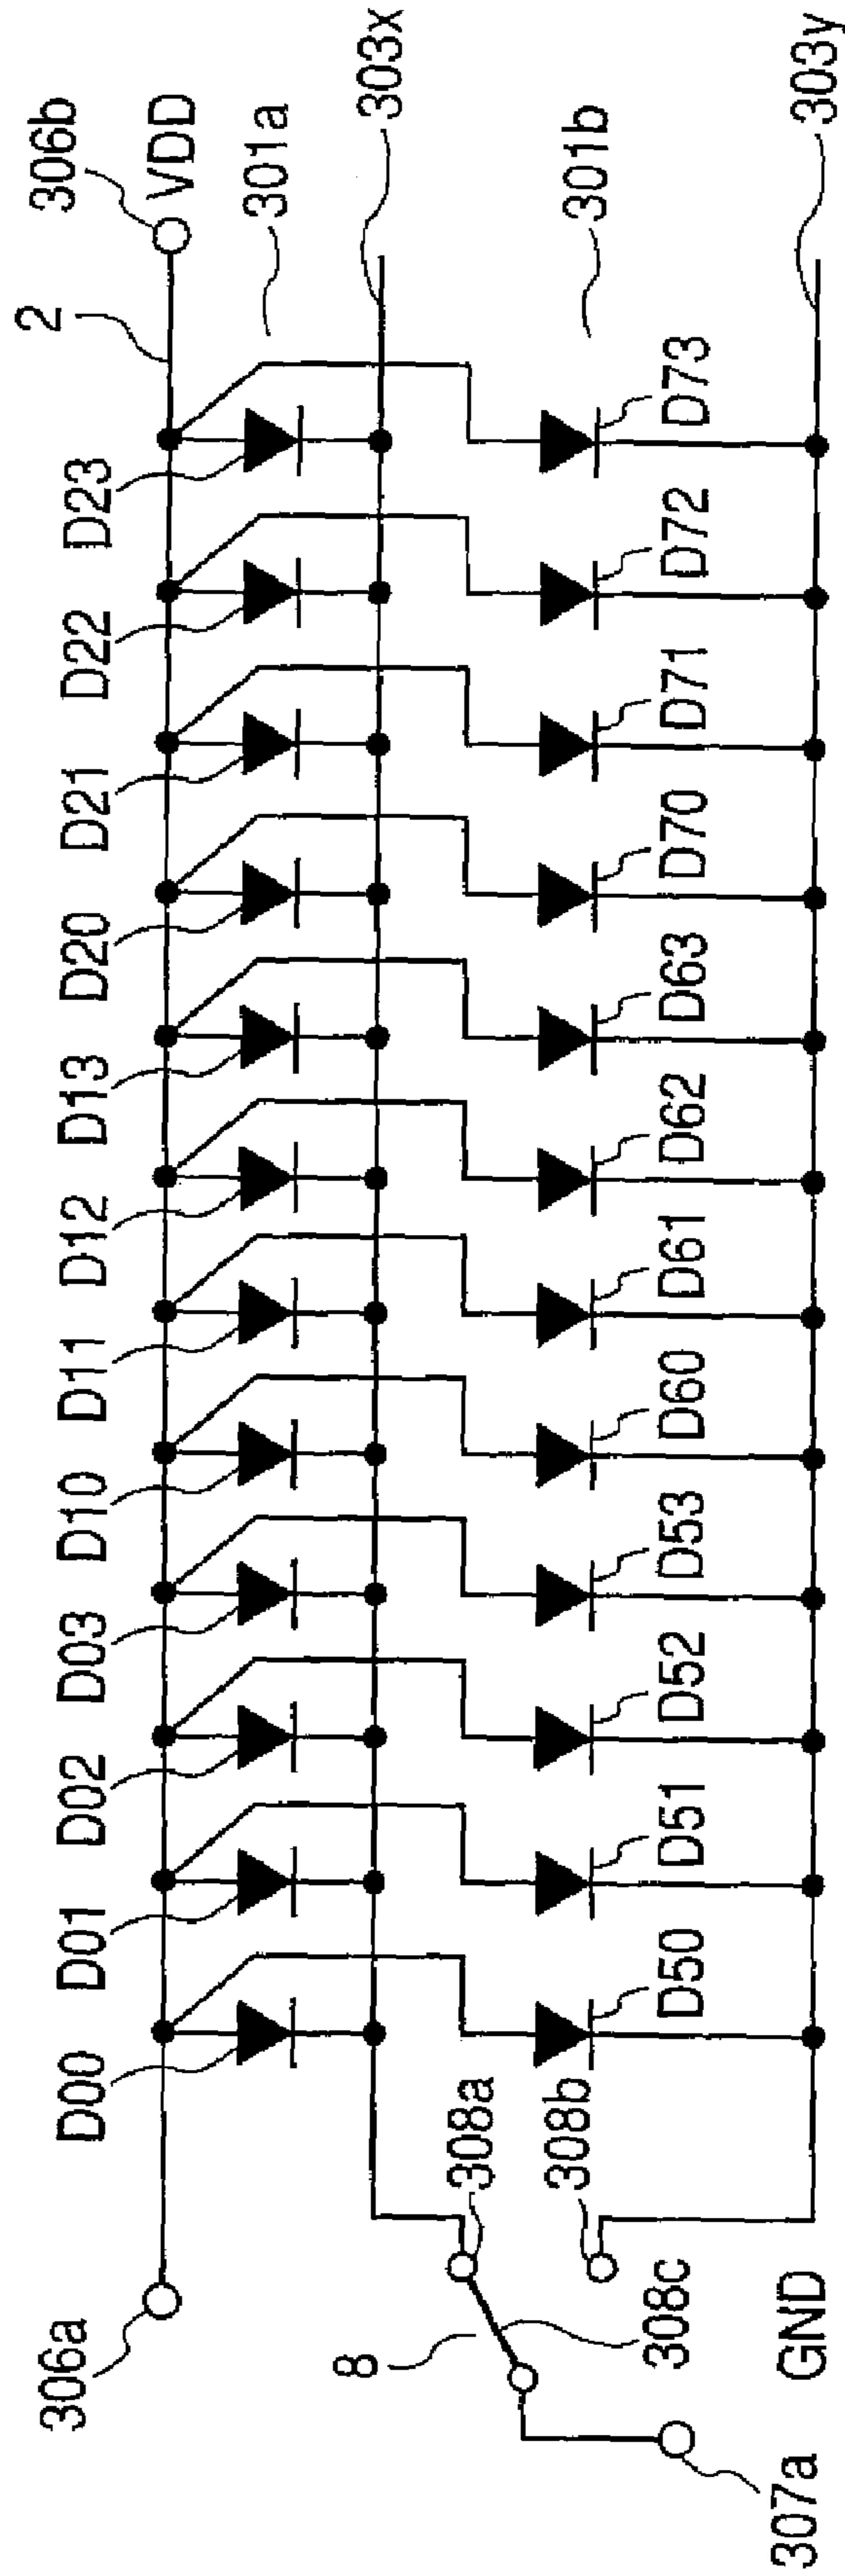 306a
2
306b
VDD
D00
D01
D02
D03
D10
D11
D12
D13
D20
D21
D22
D23
301a
303x
8
308a
308b
308c
301b
D50
D51
D52
D53
D60
D61
D62
D63
D70
D71
D72
D73
307a
GND
303y